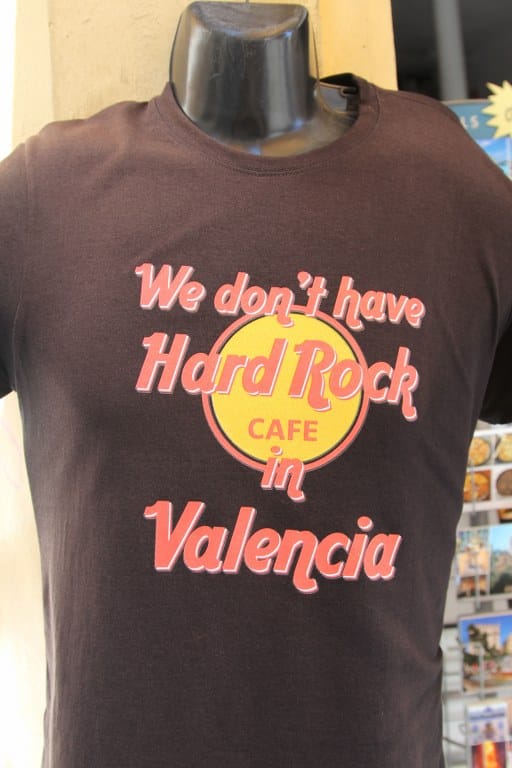 We don't have
Hard Rock
CAFE
in
Valencia